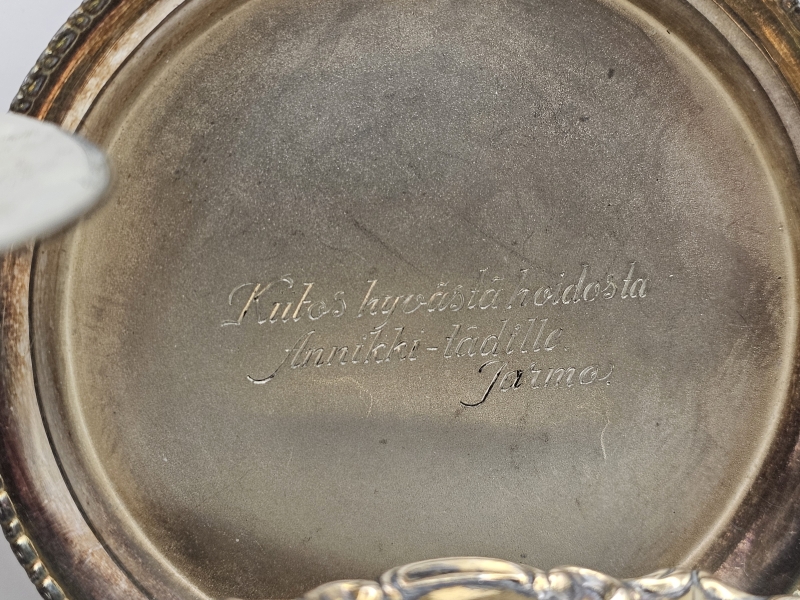 Kiitos hyvästä hoidosta
Annikki-tädille.
Jarmo.